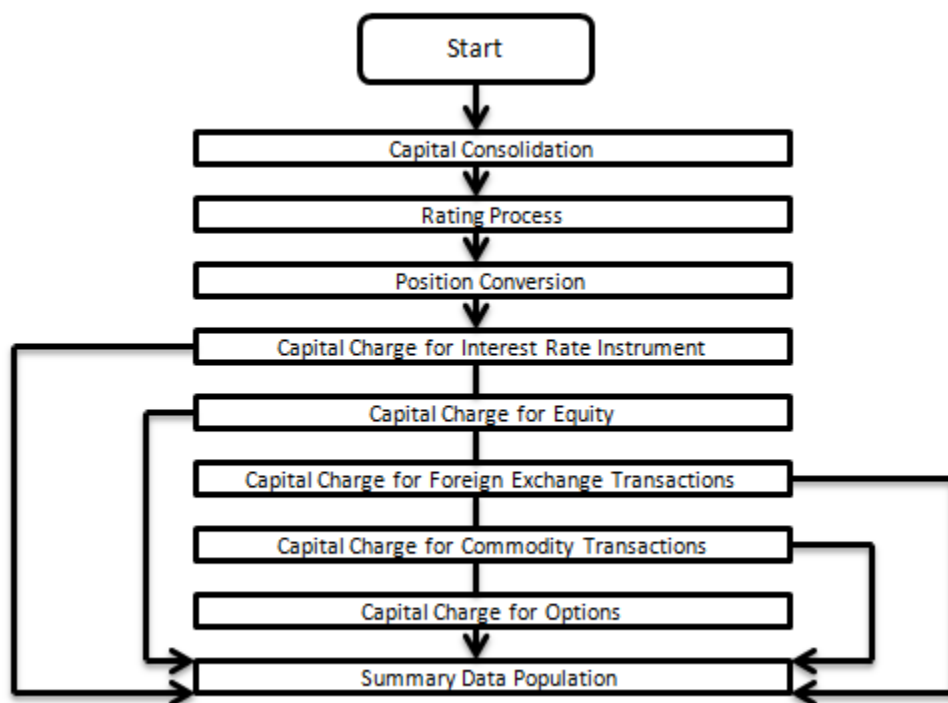 Start
Capital Consolidation
Rating Process
Position Conversion
Capital Charge for Interest Rate Instrument
Capital Charge for Equity
Capital Charge for Foreign Exchange Transactions
Capital Charge for Commodity Transactions
Capital Charge for Options
Summary Data Population